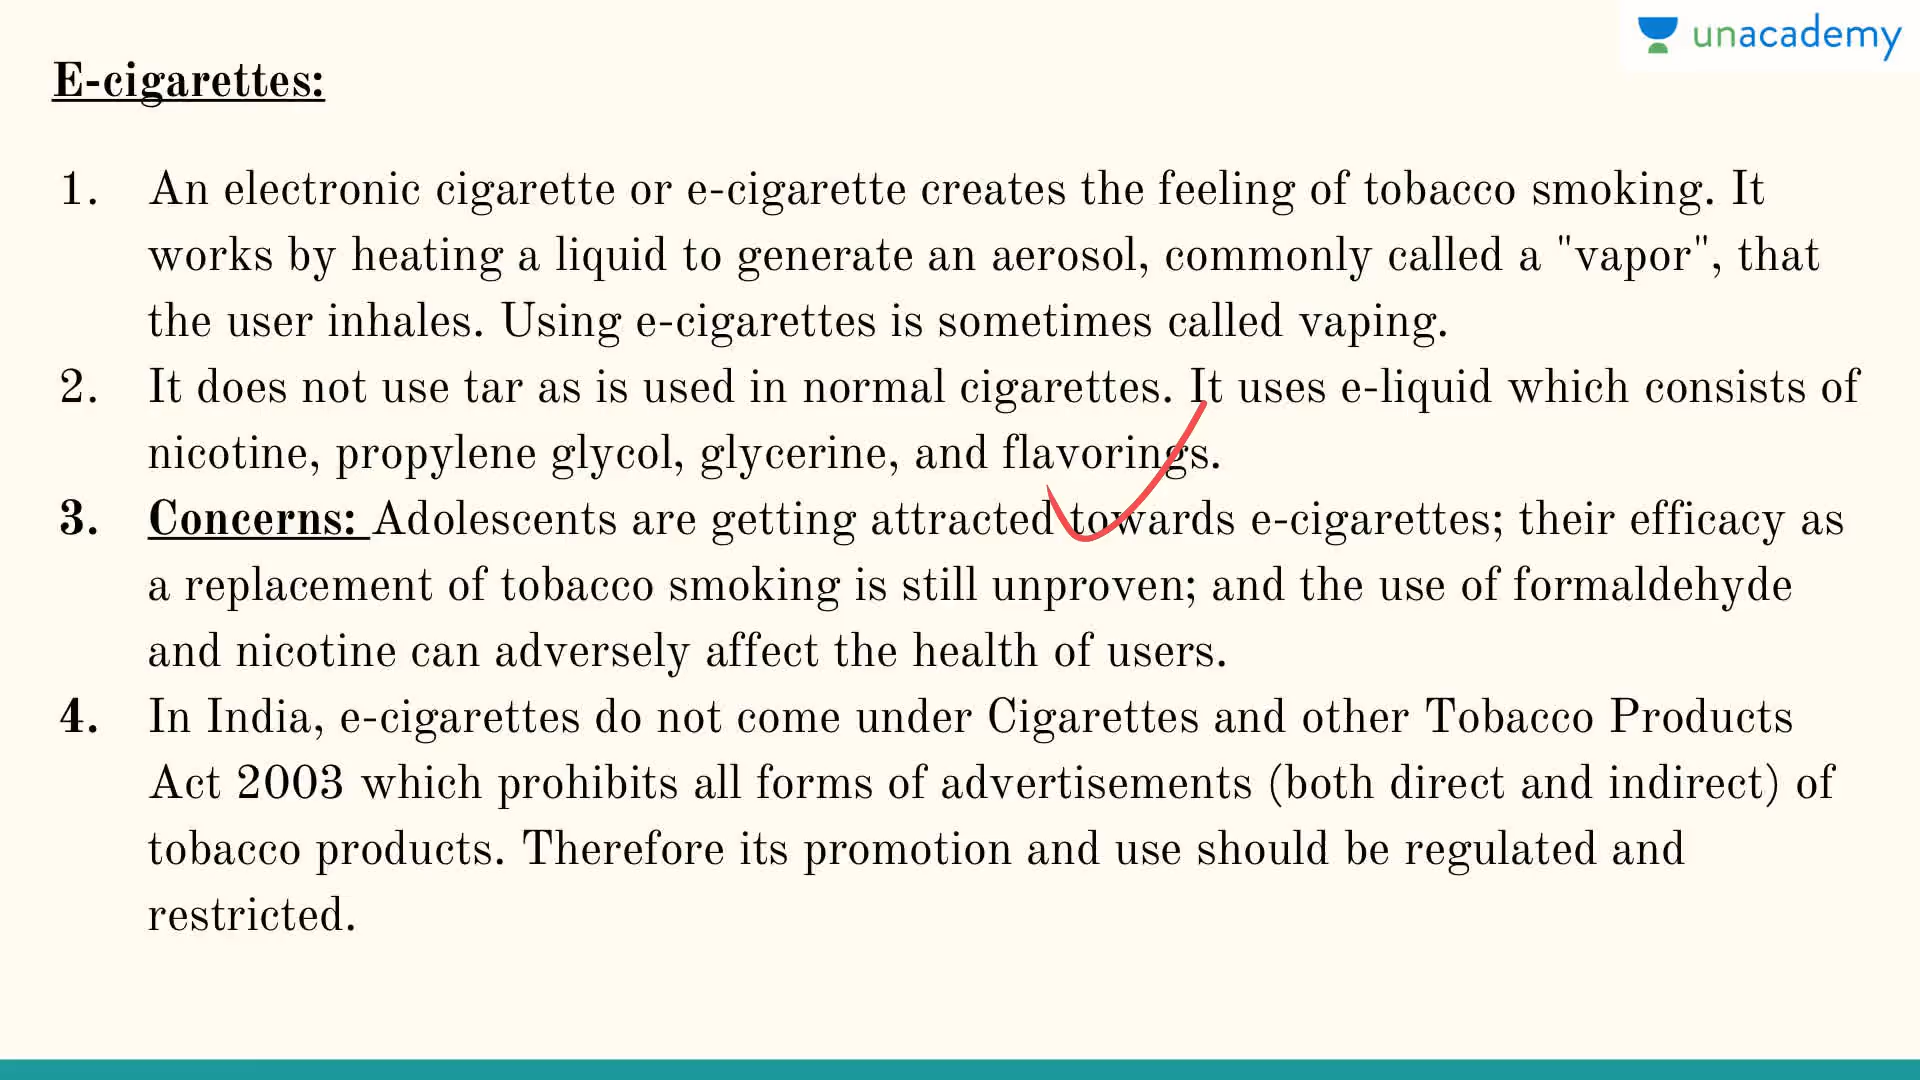 unacademy
E-cigarettes:
1. An electronic cigarette or e-cigarette creates the feeling of tobacco smoking. It
works by heating a liquid to generate an aerosol, commonly called a "vapor", that
the user inhales. Using e-cigarettes is sometimes called vaping.
2. It does not use tar as is used in normal cigarettes. It uses e-liquid which consists of
nicotine, propylene glycol, glycerine, and flavorings.
3. Concerns: Adolescents are getting attracted towards e-cigarettes; their efficacy as
a replacement of tobacco smoking is still unproven; and the use of formaldehyde
and nicotine can adversely affect the health of users.
4. In India, e-cigarettes do not come under Cigarettes and other Tobacco Products
Act 2003 which prohibits all forms of advertisements (both direct and indirect) of
tobacco products. Therefore its promotion and use should be regulated and
restricted.